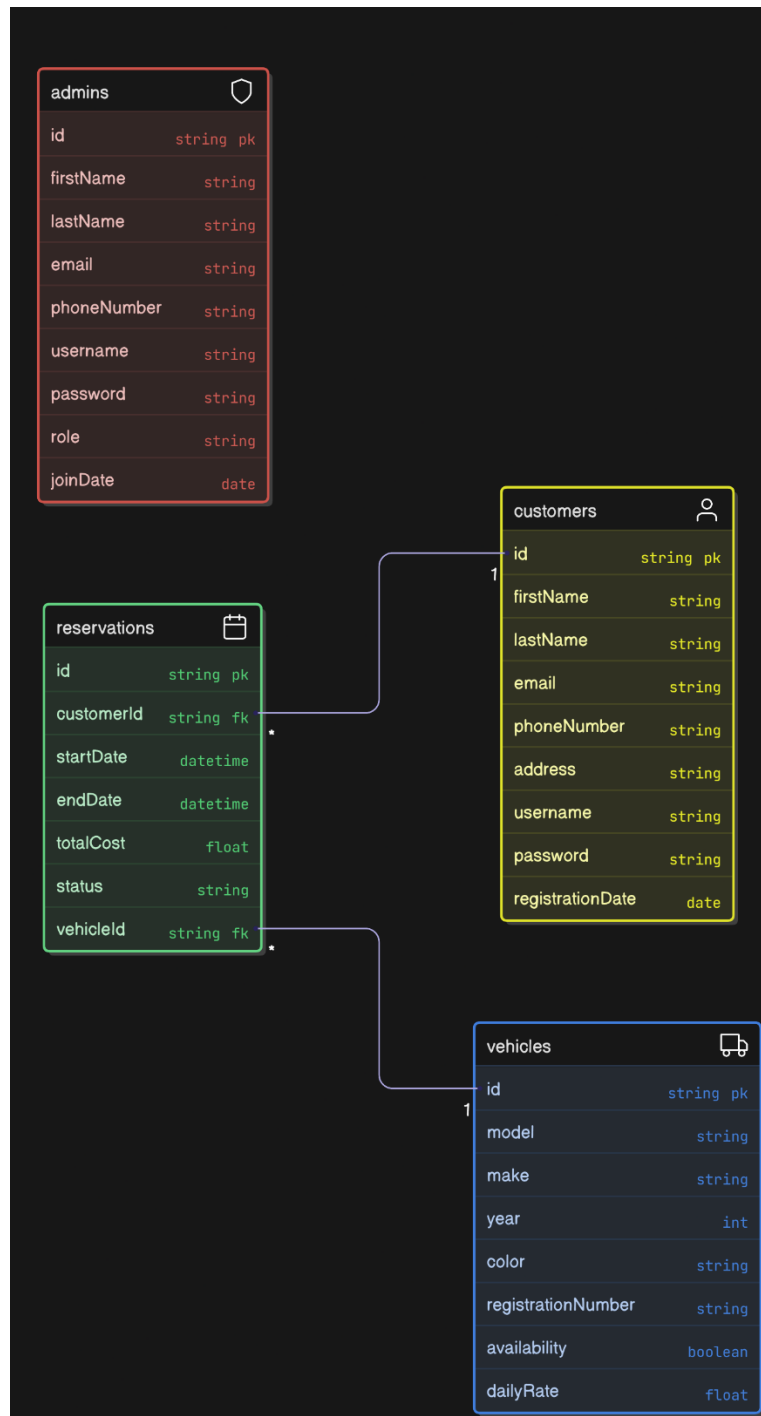 admins
id string pk
firstName string
lastName string
email string
phoneNumber string
username string
password string
role string
joinDate date
customers
id string pk
1
firstName string
lastName string
email string
phoneNumber string
address string
username string
password string
registrationDate date
reservations
id string pk
customerId string fk
*
startDate datetime
endDate datetime
totalCost float
status string
vehicleId string fk
*
vehicles
id string pk
1
model string
make string
year int
color string
registrationNumber string
availability boolean
dailyRate float